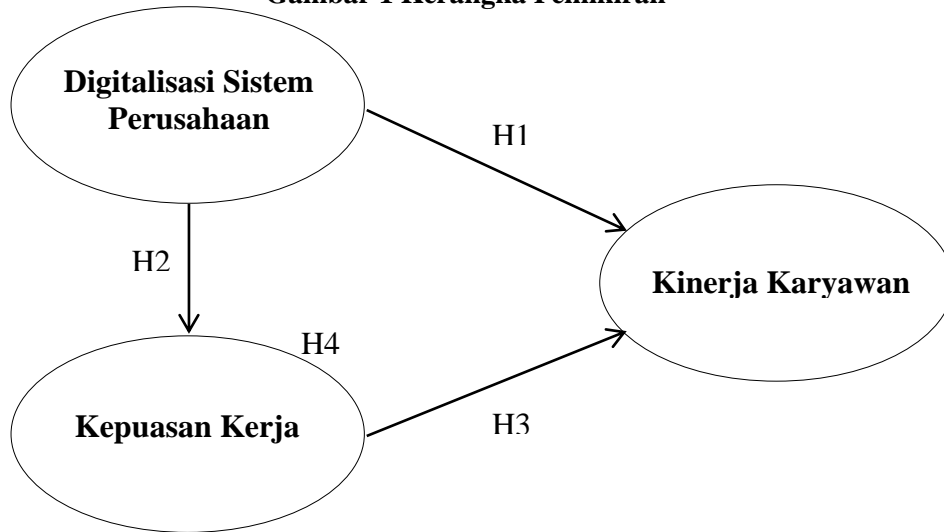 Gambar 1 Kerangka Pemikiran
Digitalisasi Sistem
Perusahaan
H1
H2
Kinerja Karyawan
H4
Kepuasan Kerja
H3